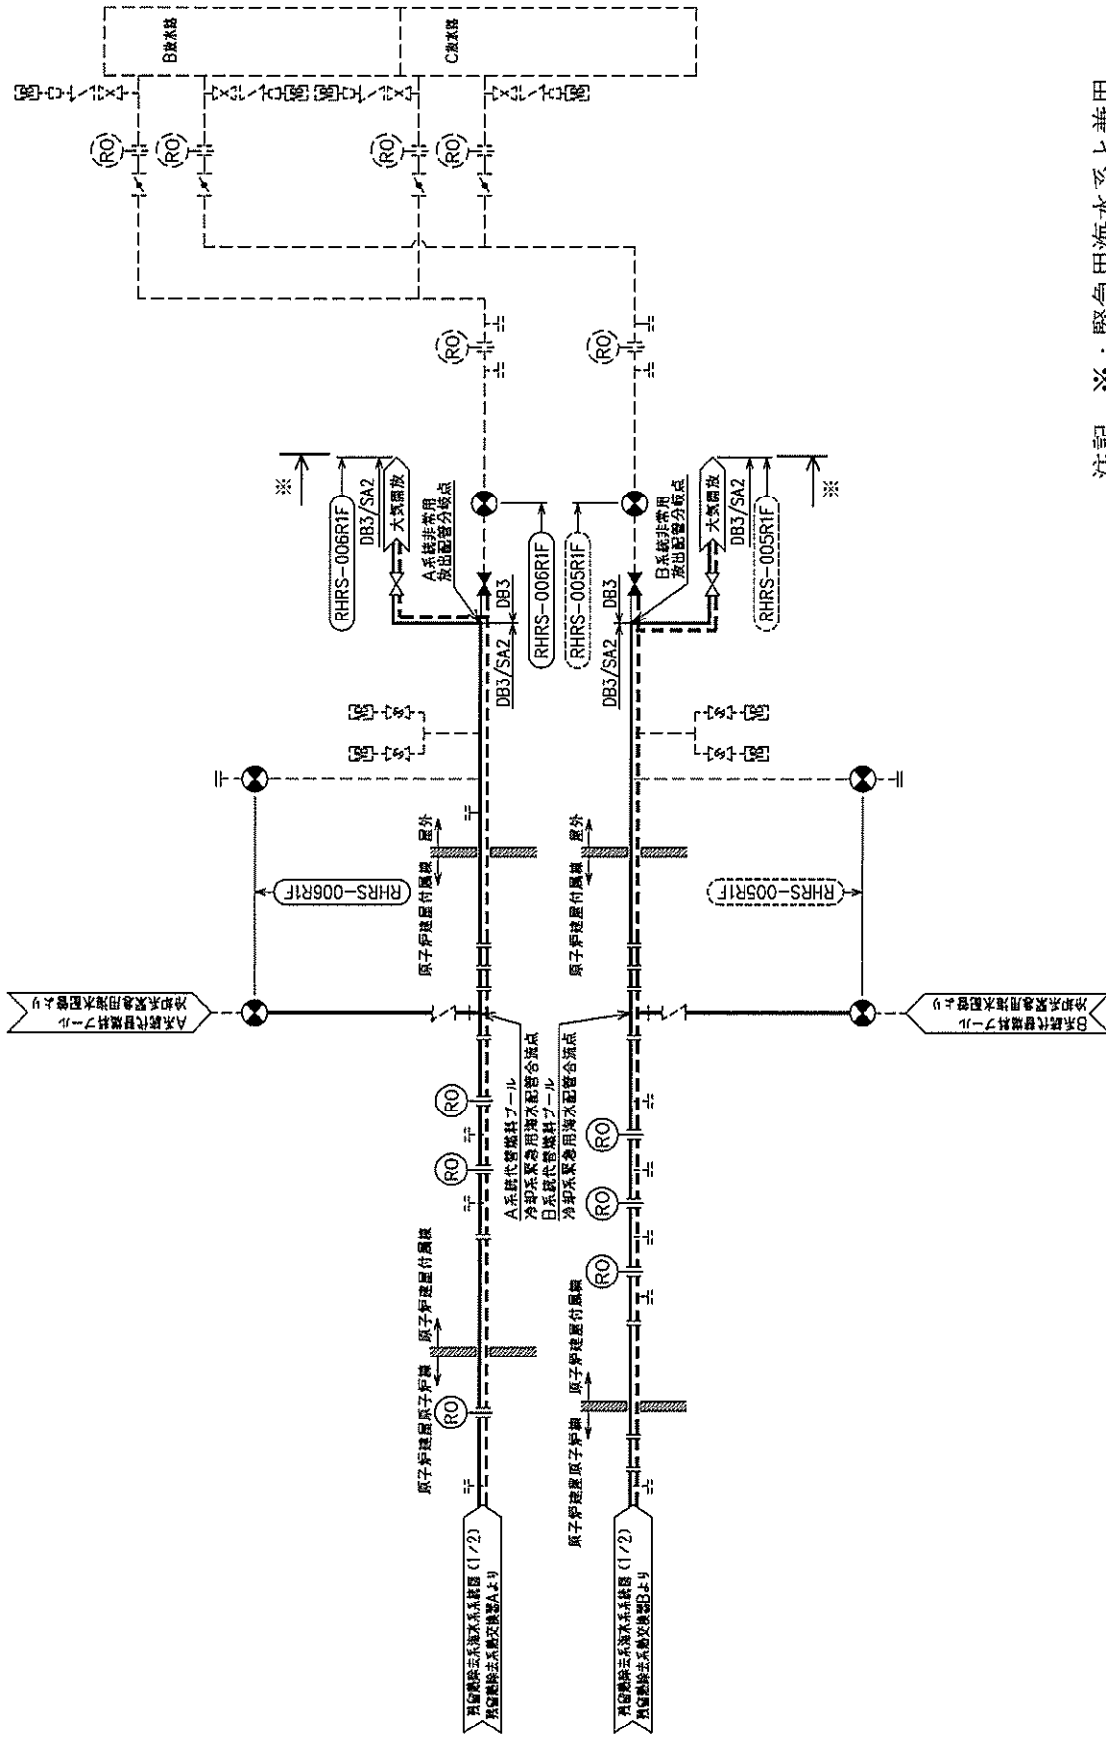 B放水路
C放水路
RO
RO
RO
RO
RO
RO
※
RHRS-006R1F
DB3/SA2
大気開放
A系統非常用
放出配管分岐点
DB3/SA2
DB3
RHRS-006R1F
RHRS-005R1F
DB3/SA2
DB3
B系統非常用
放出配管分岐点
大気開放
DB3/SA2
RHRS-005R1F
※
原子炉建屋付属棟
屋外
原子炉建屋付属棟
屋外
RHRS-006R1F
RHRS-005R1F
A系統代替燃料プール
冷却系緊急用海水配管より
B系統代替燃料プール
冷却系緊急用海水配管より
A系統代替燃料プール
冷却系緊急用海水配管合流点
B系統代替燃料プール
冷却系緊急用海水配管合流点
RO
RO
RO
RO
RO
RO
原子炉建屋原子炉棟
原子炉建屋付属棟
原子炉建屋原子炉棟
原子炉建屋付属棟
残留熱除去系海水系系統図 (1/2)
残留熱除去系熱交換器Aより
残留熱除去系海水系系統図 (1/2)
残留熱除去系熱交換器Bより